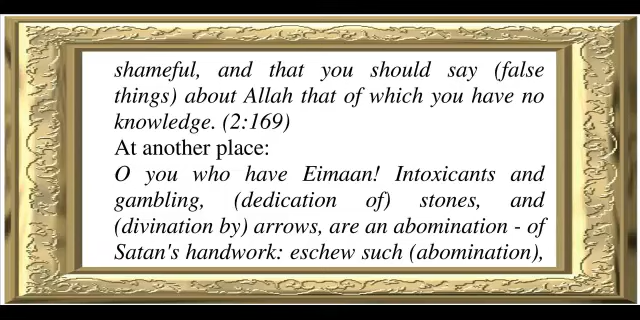 shameful, and that you should say (false
things) about Allah that of which you have no
knowledge. (2:169)
At another place:
O you who have Eimaan! Intoxicants and
gambling, (dedication of) stones, and
(divination by) arrows, are an abomination - of
Satan's handwork: eschew such (abomination),